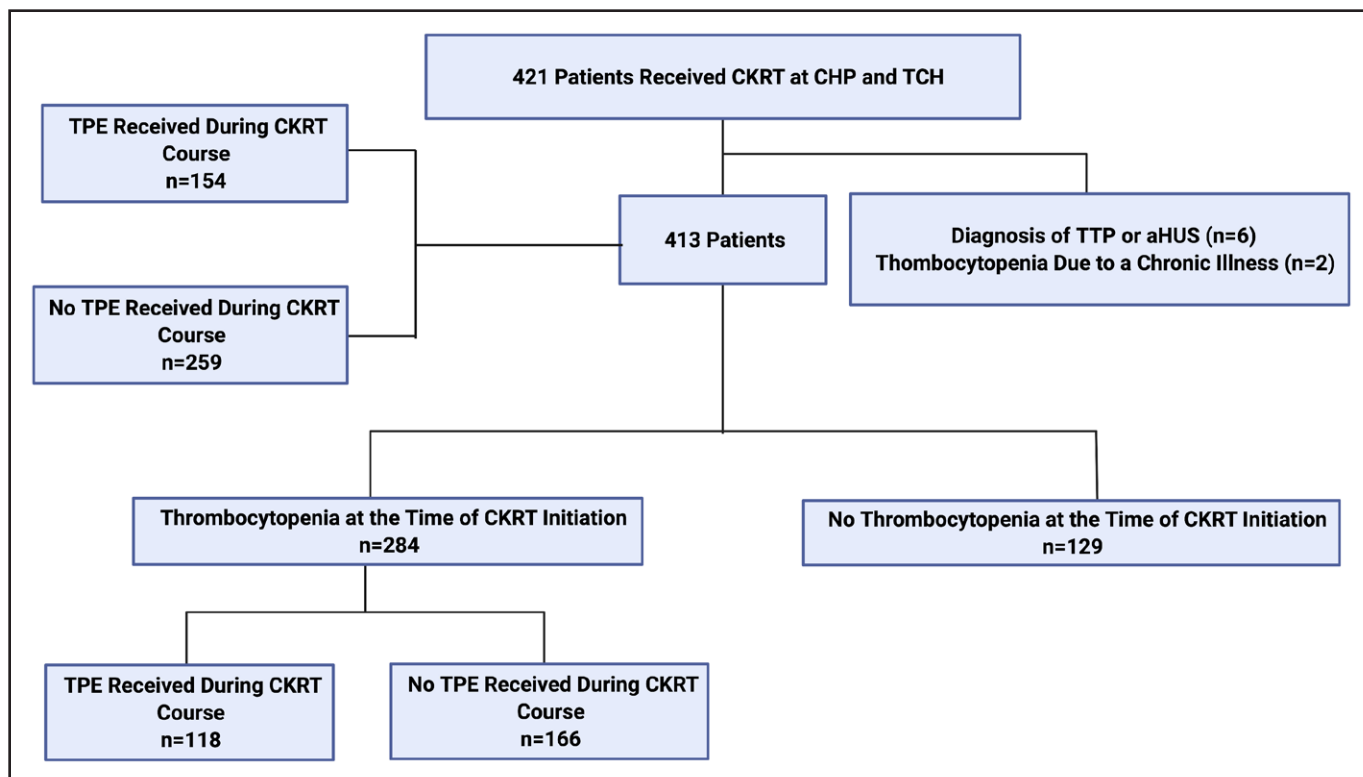 421 Patients Received CKRT at CHP and TCH
TPE Received During CKRT
Course
n=154
413 Patients
Diagnosis of TTP or aHUS (n=6)
Thombocytopenia Due to a Chronic Illness (n=2)
No TPE Received During CKRT
Course
n=259
Thrombocytopenia at the Time of CKRT Initiation
n=284
No Thrombocytopenia at the Time of CKRT Initiation
n=129
TPE Received During CKRT
Course
n=118
No TPE Received During CKRT
Course
n=166